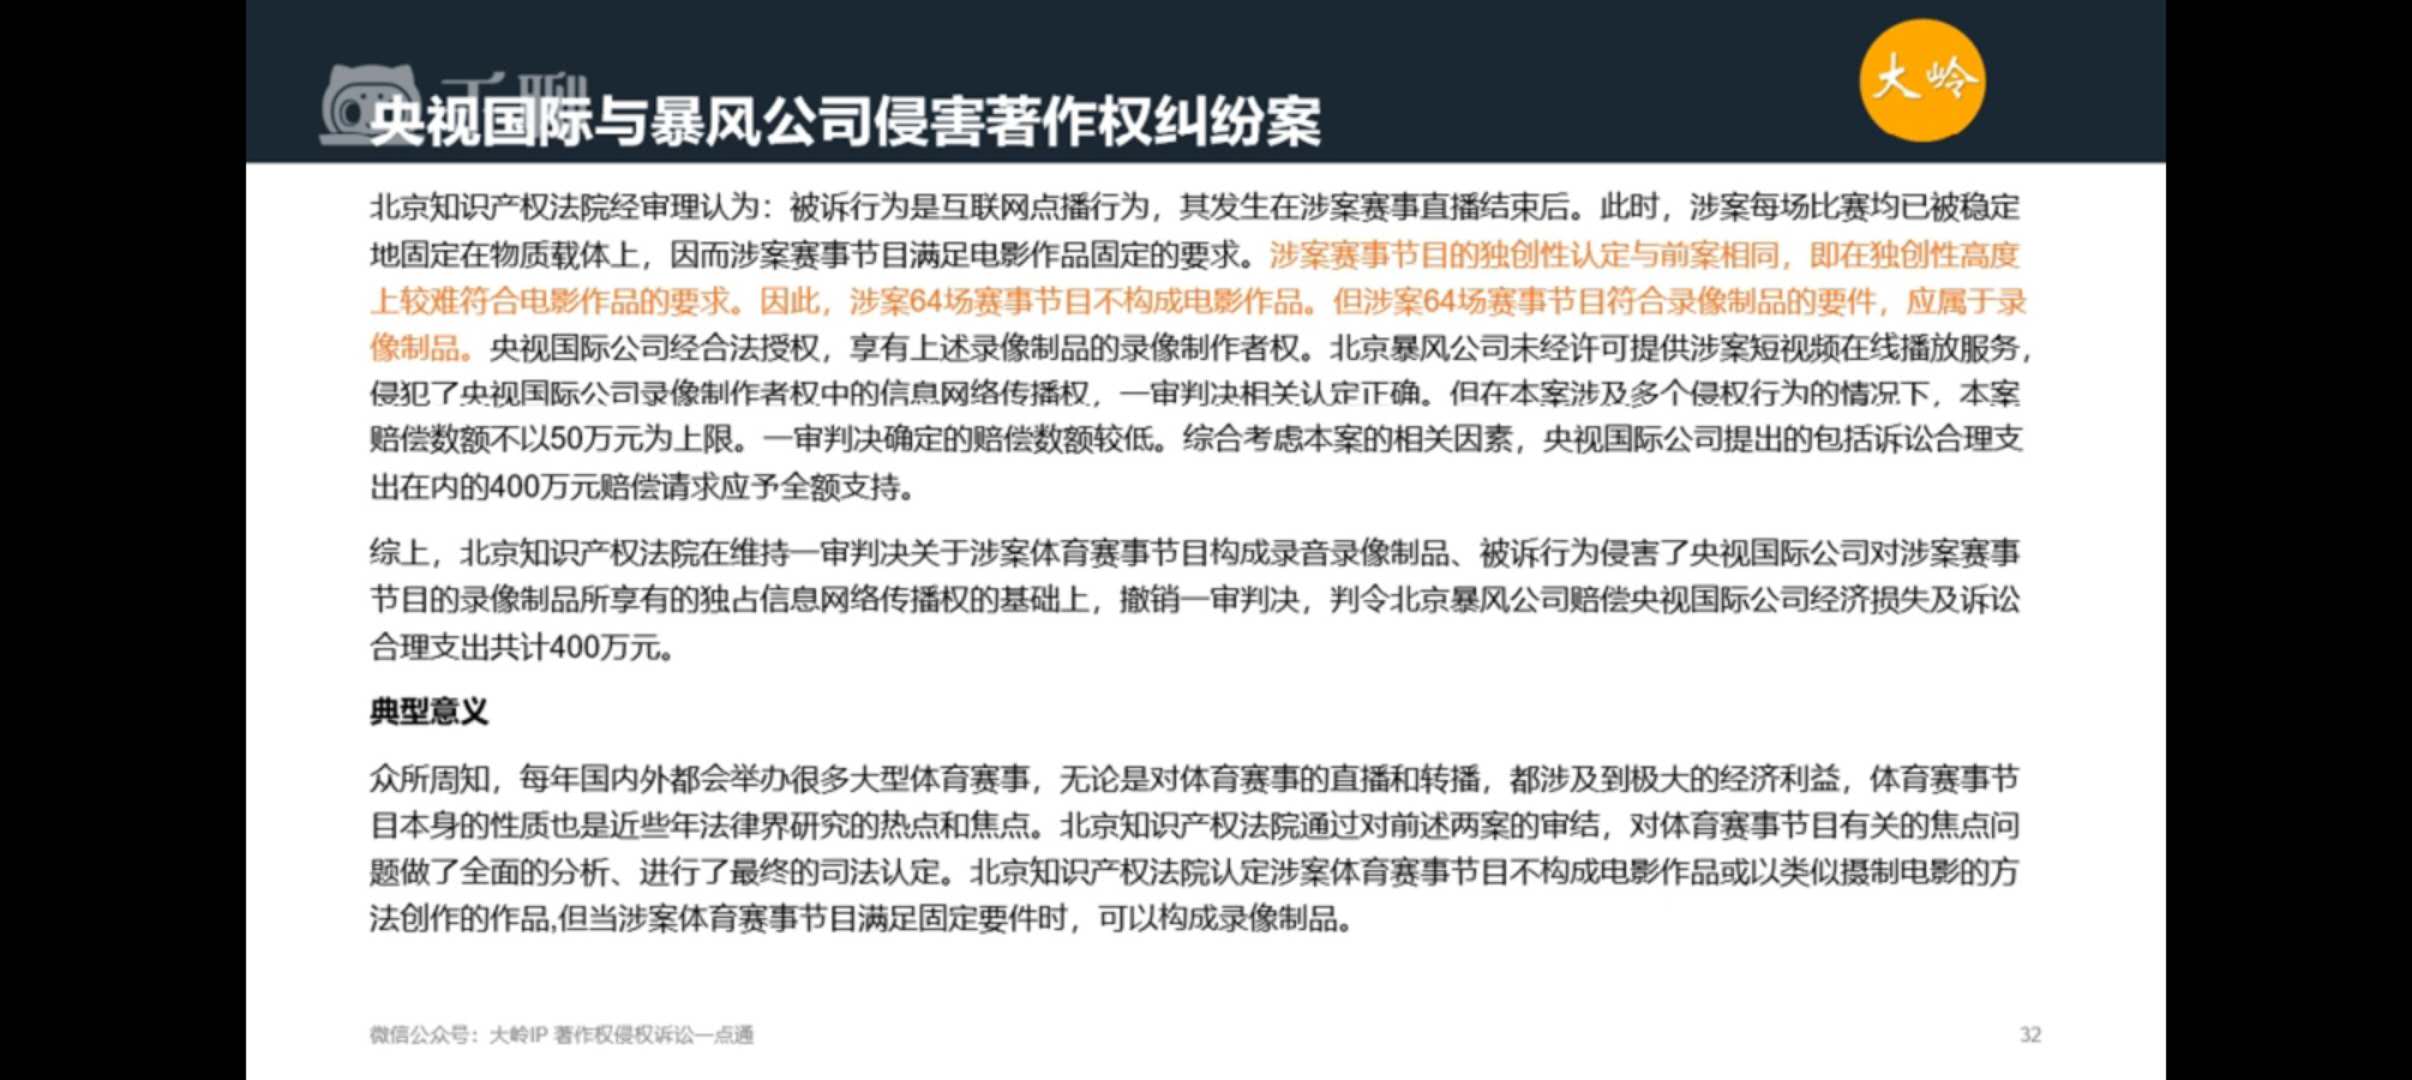 千聊
大岭
央视国际与暴风公司侵害著作权纠纷案
北京知识产权法院经审理认为：被诉行为是互联网点播行为，其发生在涉案赛事直播结束后。此时，涉案每场比赛均已被稳定
地固定在物质载体上，因而涉案赛事节目满足电影作品固定的要求。涉案赛事节目的独创性认定与前案相同，即在独创性高度
上较难符合电影作品的要求。因此，涉案64场赛事节目不构成电影作品。但涉案64场赛事节目符合录像制品的要件，应属于录
像制品。央视国际公司经合法授权，享有上述录像制品的录像制作者权。北京暴风公司未经许可提供涉案短视频在线播放服务，
侵犯了央视国际公司录像制作者权中的信息网络传播权，一审判决相关认定正确。但在本案涉及多个侵权行为的情况下，本案
赔偿数额不以50万元为上限。一审判决确定的赔偿数额较低。综合考虑本案的相关因素，央视国际公司提出的包括诉讼合理支
出在内的400万元赔偿请求应予全额支持。
综上，北京知识产权法院在维持一审判决关于涉案体育赛事节目构成录音录像制品、被诉行为侵害了央视国际公司对涉案赛事
节目的录像制品所享有的独占信息网络传播权的基础上，撤销一审判决，判令北京暴风公司赔偿央视国际公司经济损失及诉讼
合理支出共计400万元。
典型意义
众所周知，每年国内外都会举办很多大型体育赛事，无论是对体育赛事的直播和转播，都涉及到极大的经济利益，体育赛事节
目本身的性质也是近些年法律界研究的热点和焦点。北京知识产权法院通过对前述两案的审结，对体育赛事节目有关的焦点问
题做了全面的分析、进行了最终的司法认定。北京知识产权法院认定涉案体育赛事节目不构成电影作品或以类似摄制电影的方
法创作的作品,但当涉案体育赛事节目满足固定要件时，可以构成录像制品。
微信公众号：大岭IP 著作权侵权诉讼一点通
32